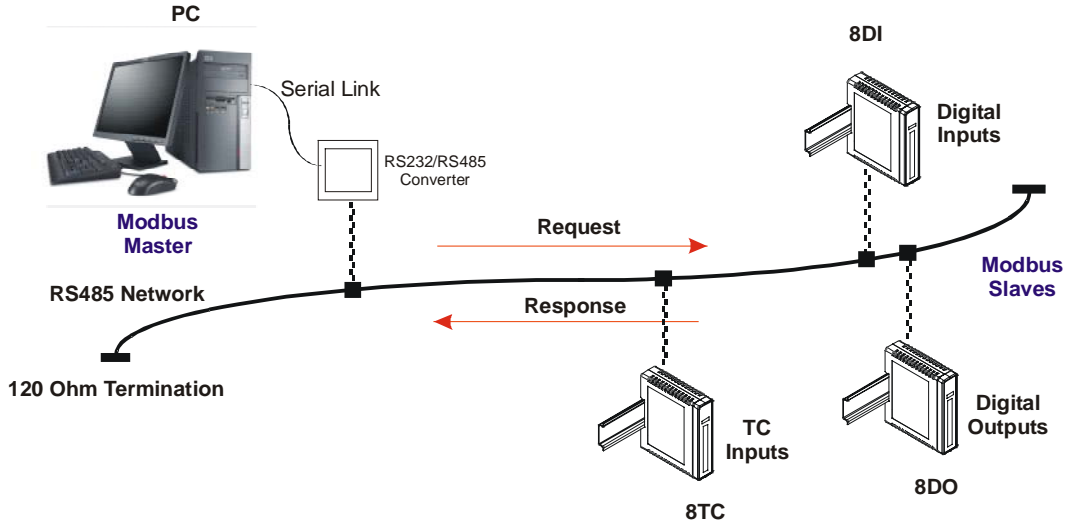 PC
Serial Link
RS232/RS485
Converter
Modbus
Master
8DI
Digital
Inputs
Request
Modbus
Slaves
RS485 Network
Response
120 Ohm Termination
TC
Inputs
8TC
Digital
Outputs
8DO